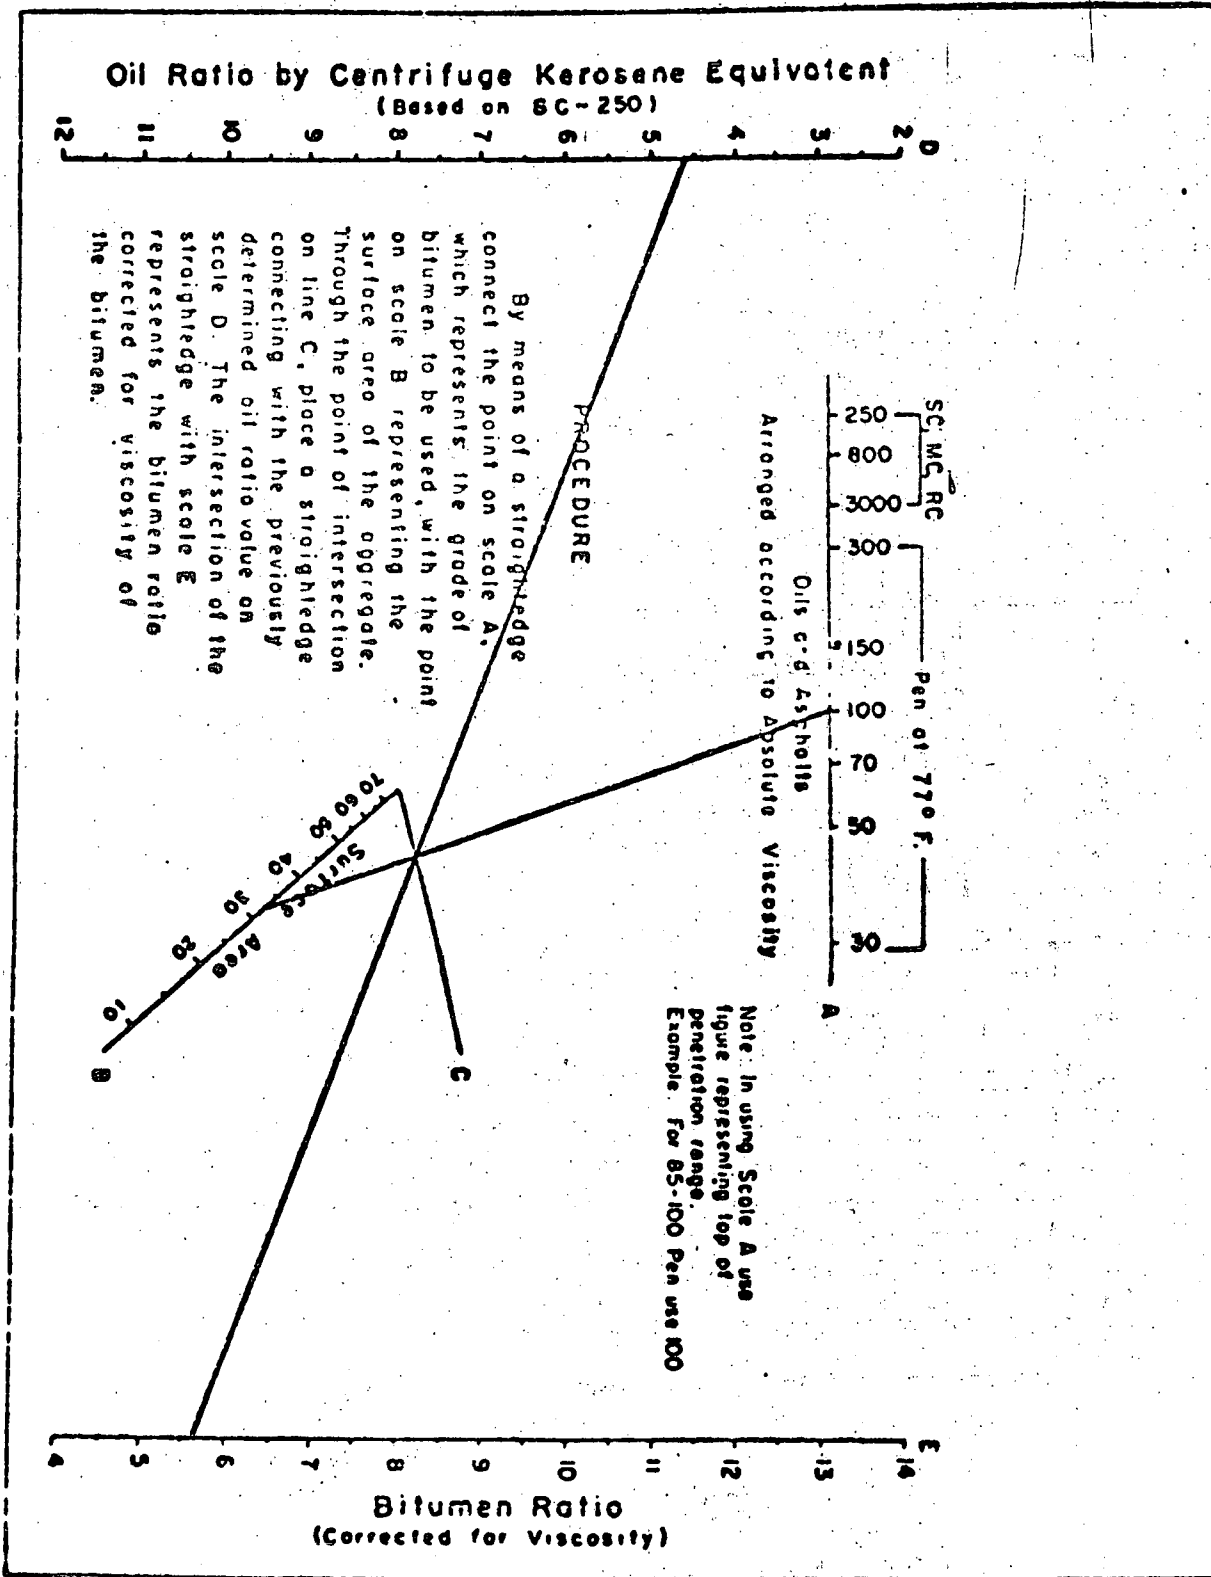 Oil Ratio by Centrifuge Kerosene Equivalent
(Based on SC-250)
12 11 10 9 8 7 6 5 4 3 2 D
PROCEDURE
By means of a straightedge
connect the point on scale A,
which represents the grade of
bitumen to be used, with the point
on scale B representing the
surface area of the aggregate.
Through the point of intersection
on line C, place a straightedge
connecting with the previously
determined oil ratio value on
scale D. The intersection of the
straightedge with scale E
represents the bitumen ratio
corrected for viscosity of
the bitumen.
SC, MC, RC
250 800 3000
Pen at 77° F.
300 150 100 70 50 30
A
Oils Asphalts
Arranged according to Absolute Viscosity
70 60 50 40 30 20 10
Surface Area
B
C
Note: In using Scale A use
figure representing top of
penetration range.
Example: For 85-100 Pen use 100
4 5 6 7 8 9 10 11 12 13 14 E
Bitumen Ratio
(Corrected for Viscosity)